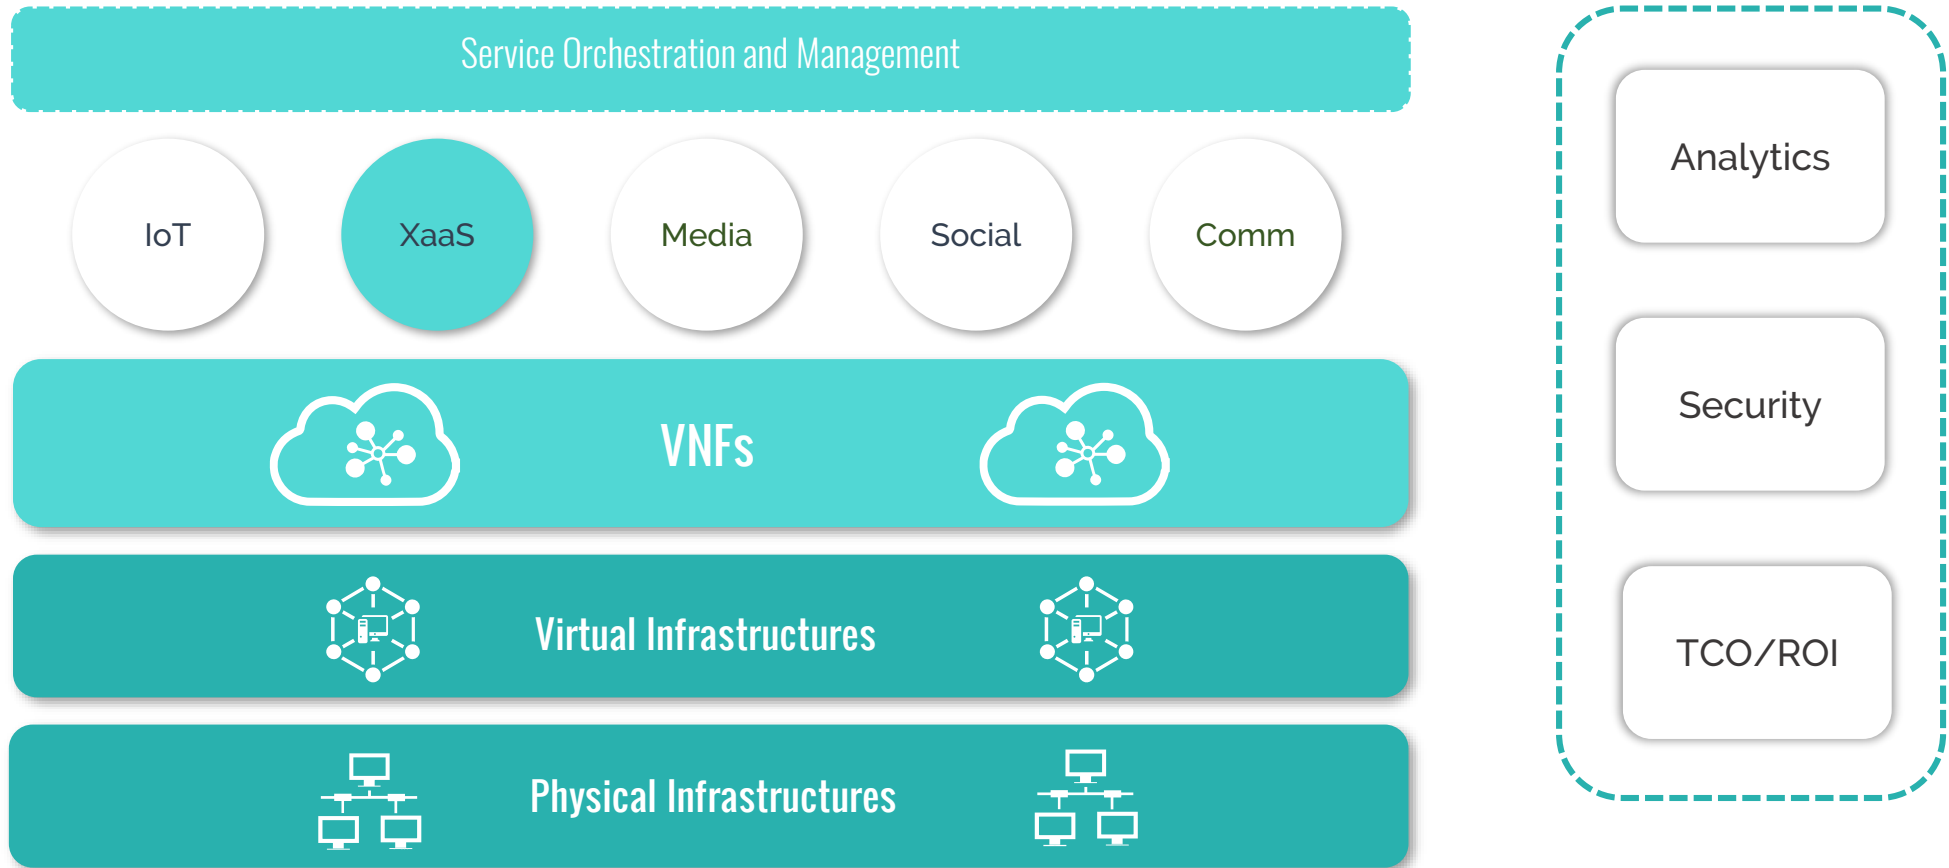 Service Orchestration and Management
IoT
XaaS
Media
Social
Comm
VNFs
Virtual Infrastructures
Physical Infrastructures
Analytics
Security
TCO/ROI